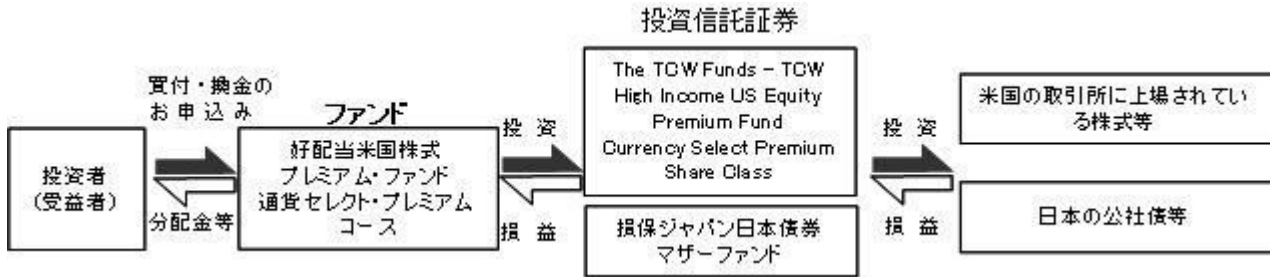 投資信託証券
買付・換金の
お申込み
ファンド
投資者
(受益者)
分配金等
好配当米国株式
プレミアム・ファンド
通貨セレクト・プレミアム
コース
投 資
損 益
The TCW Funds – TCW
High Income US Equity
Premium Fund
Currency Select Premium
Share Class
損保ジャパン日本債券
マザーファンド
投 資
損 益
米国の取引所に上場されてい
る株式等
日本の公社債等